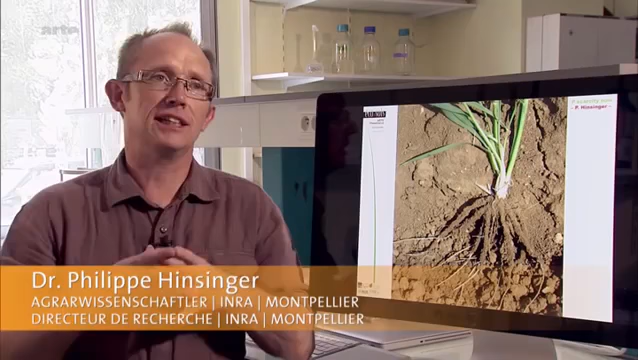 arte
P. Hinsinger
Dr. Philippe Hinsinger
AGRARWISSENSCHAFTLER | INRA | MONTPELLIER
DIRECTEUR DE RECHERCHE | INRA | MONTPELLIER